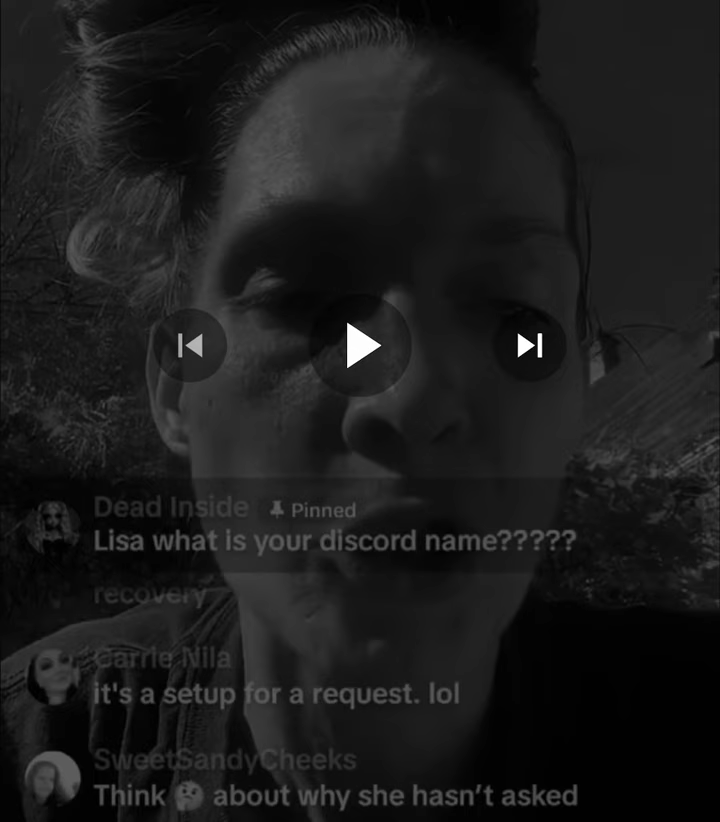 Dead Inside Pinned
Lisa what is your discord name?????
recovery
Carrie Nila
it's a setup for a request. lol
SweetSandyCheeks
Think 🤔 about why she hasn't asked